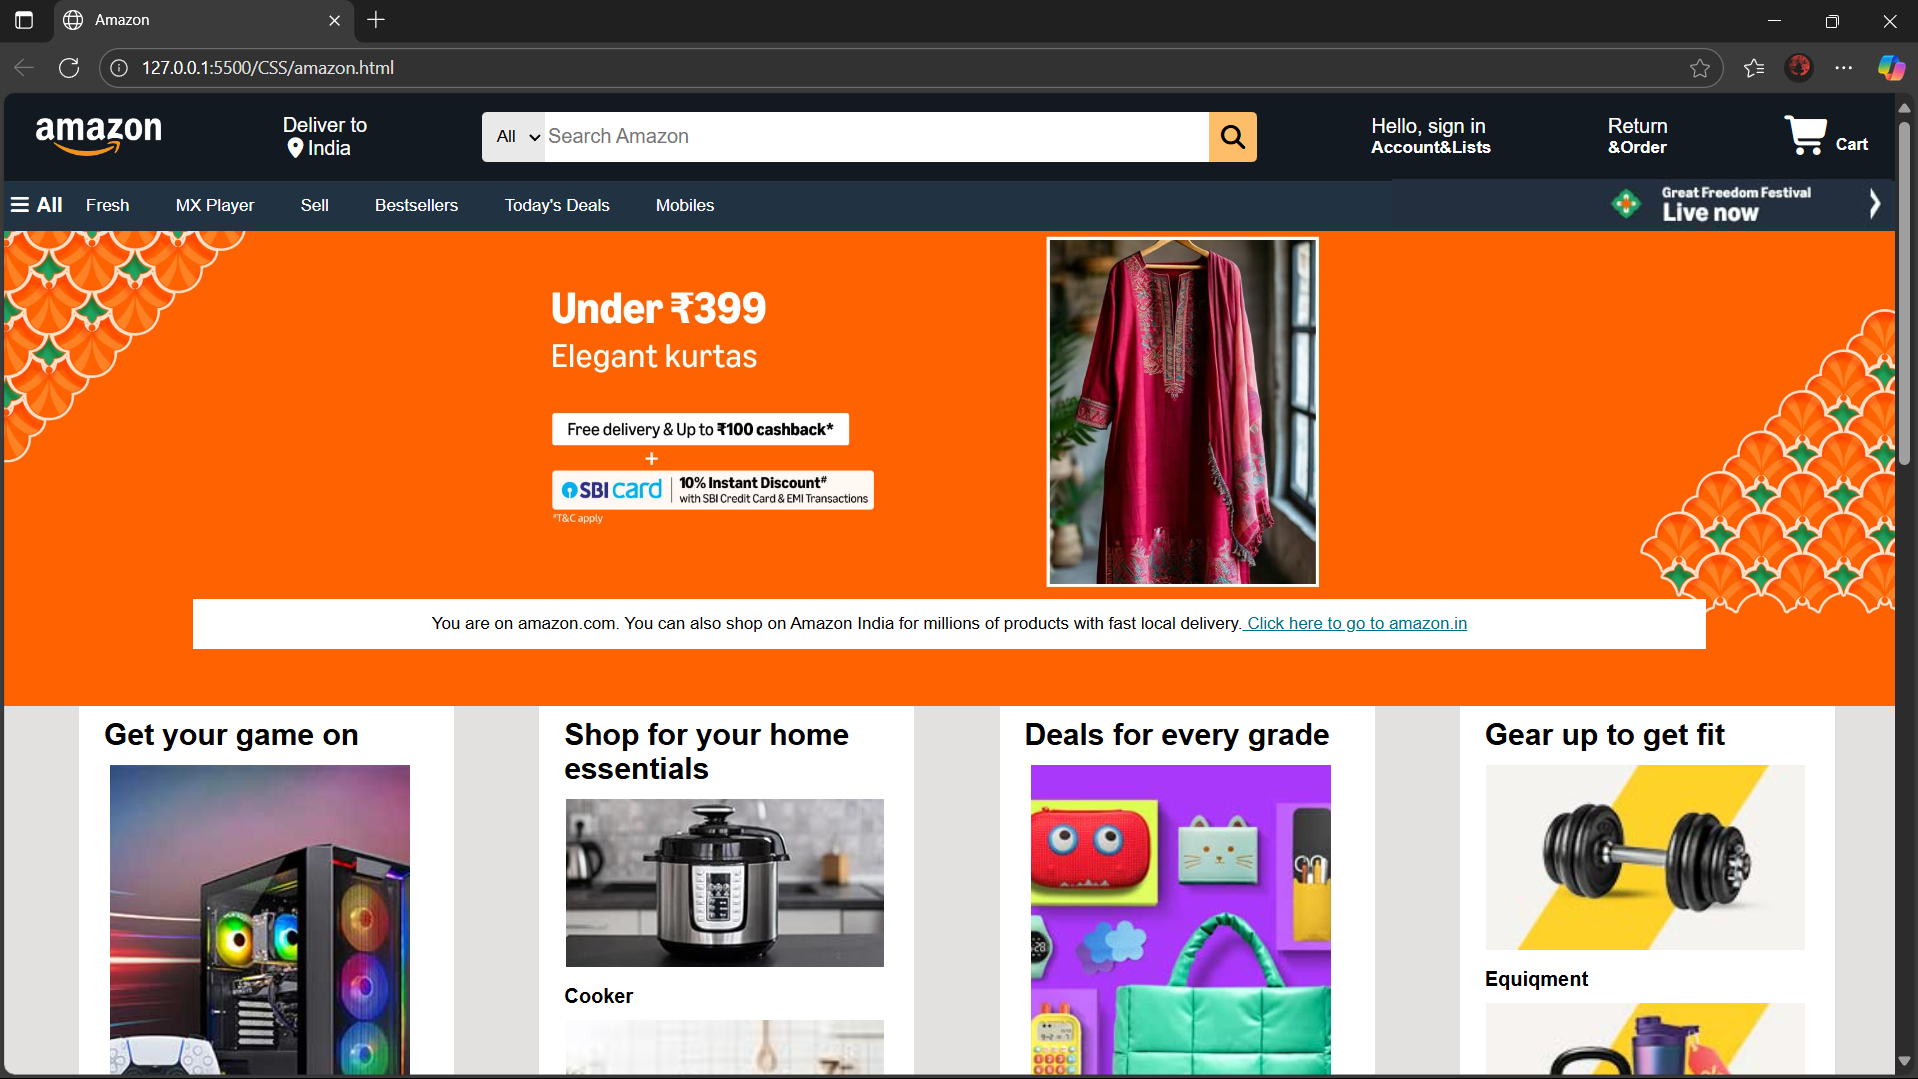 Amazon
127.0.0.1:5500/CSS/amazon.html
amazon
Deliver to
India
All
Search Amazon
Hello, sign in
Account&Lists
Return
&Order
Cart
All
Fresh
MX Player
Sell
Bestsellers
Today's Deals
Mobiles
Great Freedom Festival
Live now
Under ₹399
Elegant kurtas
Free delivery & Up to ₹100 cashback*
+
SBI card
10% Instant Discount#
with SBI Credit Card & EMI Transactions
*T&C apply
You are on amazon.com. You can also shop on Amazon India for millions of products with fast local delivery. Click here to go to amazon.in
Get your game on
Shop for your home
essentials
Deals for every grade
Gear up to get fit
Cooker
Equiqment